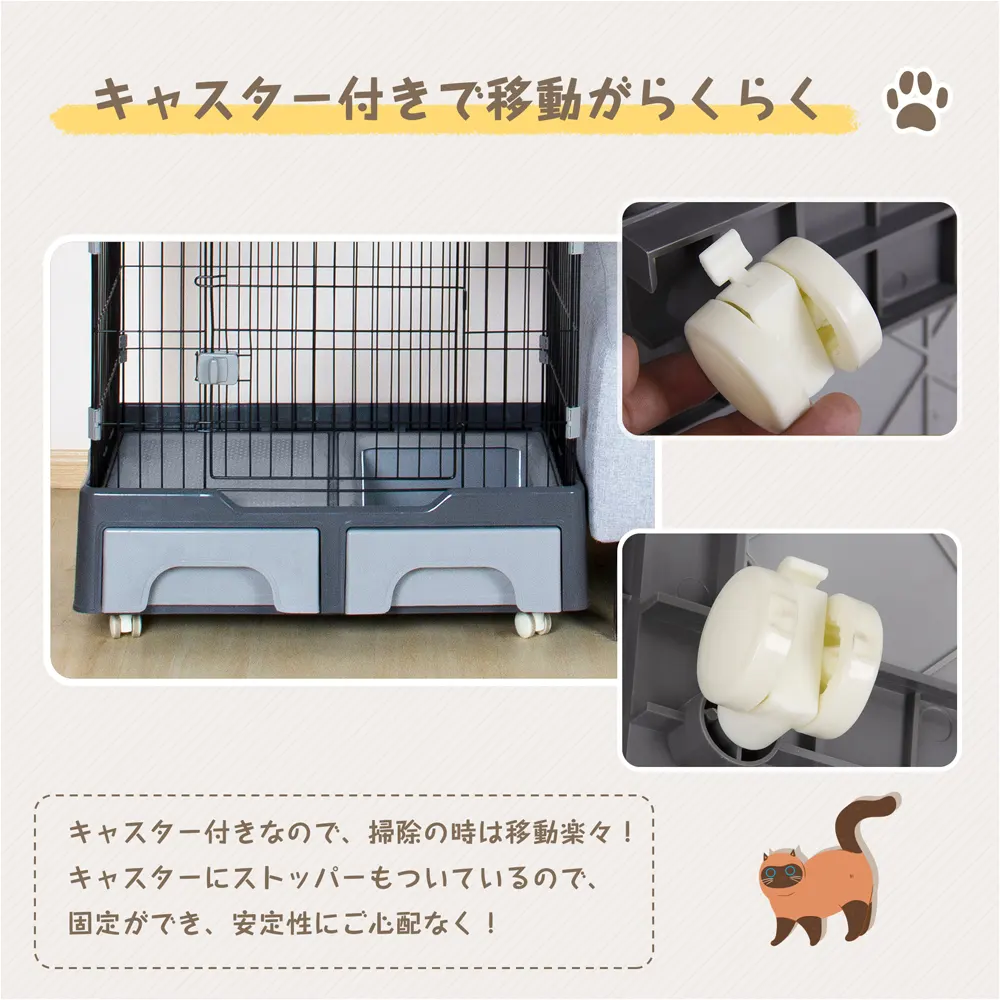 キャスター付きで移動がらくらく
キャスター付きなので、掃除の時は移動楽々！
キャスターにストッパーもついているので、
固定ができ、安定性にご心配なく！